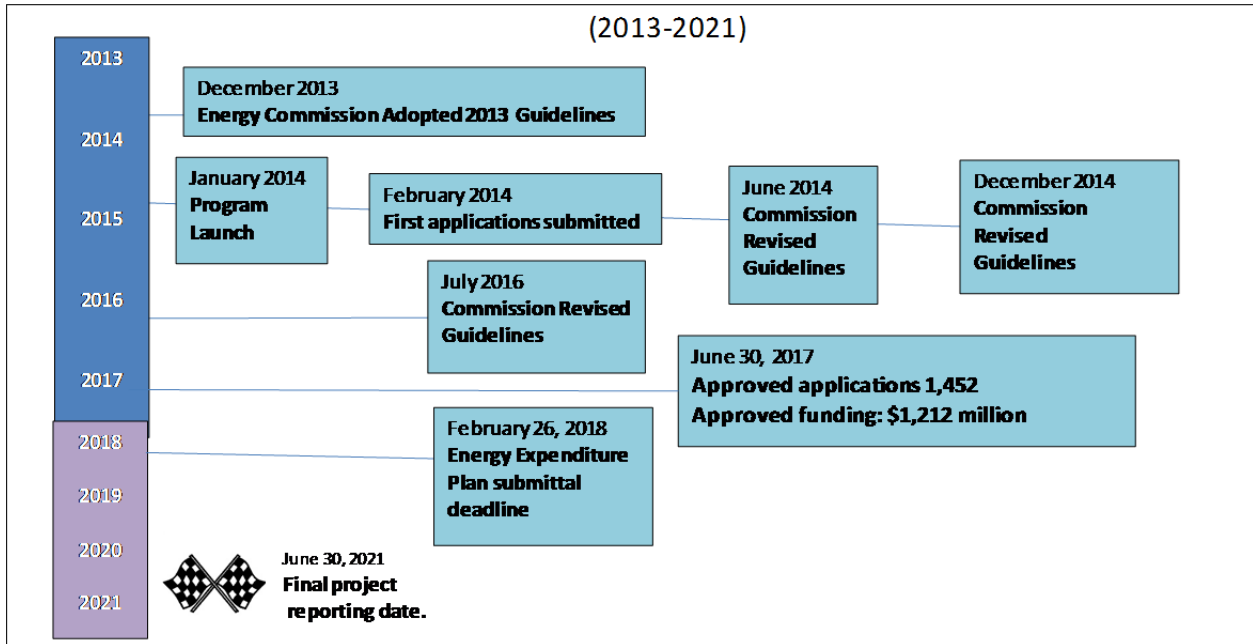 (2013-2021)
2013
December 2013
Energy Commission Adopted 2013 Guidelines
2014
January 2014
Program
Launch
February 2014
First applications submitted
June 2014
Commission
Revised
Guidelines
December 2014
Commission
Revised
Guidelines
2015
July 2016
Commission Revised
Guidelines
2016
June 30, 2017
Approved applications 1,452
Approved funding: $1,212 million
2017
February 26, 2018
Energy Expenditure
Plan submittal
deadline
2018
2019
2020
June 30, 2021
Final project
reporting date.
2021